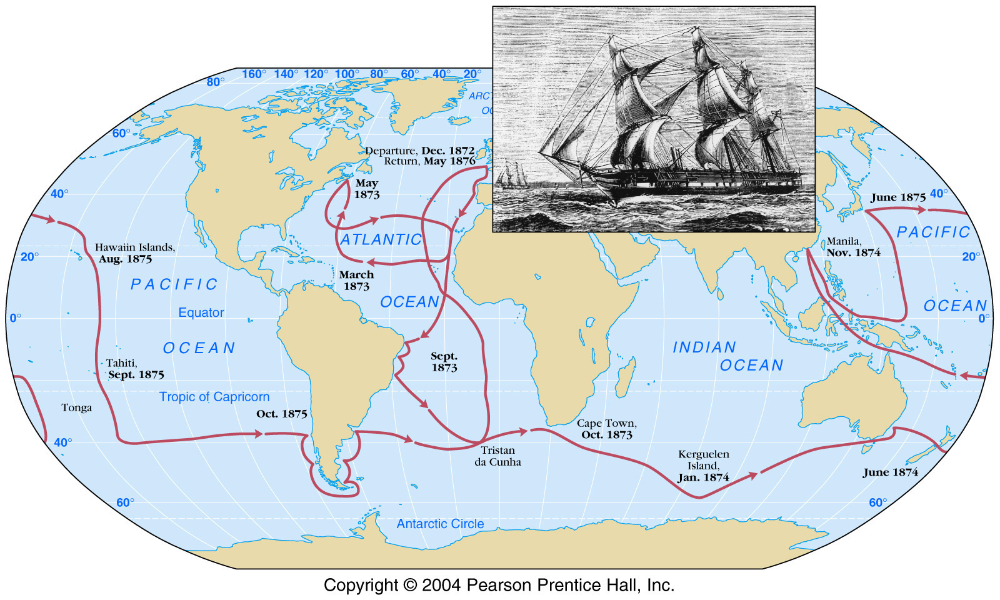 160° 140° 120° 100° 80° 60° 40° 20°
80°
ARCT
OC
60°
Departure, Dec. 1872
Return, May 1876
May
1873
40°
June 1875
40°
Hawaiin Islands,
Aug. 1875
ATLANTIC
PACIFIC
Manila,
Nov. 1874
20°
20°
March
1873
PACIFIC
OCEAN
OCEAN
Equator
0°
0°
OCEAN
INDIAN
OCEAN
Sept.
1873
Tahiti,
Sept. 1875
Tropic of Capricorn
Tonga
Oct. 1875
Cape Town,
Oct. 1873
40°
Tristan
da Cunha
Kerguelen
Island,
Jan. 1874
June 1874
60°
60°
Antarctic Circle
Copyright © 2004 Pearson Prentice Hall, Inc.